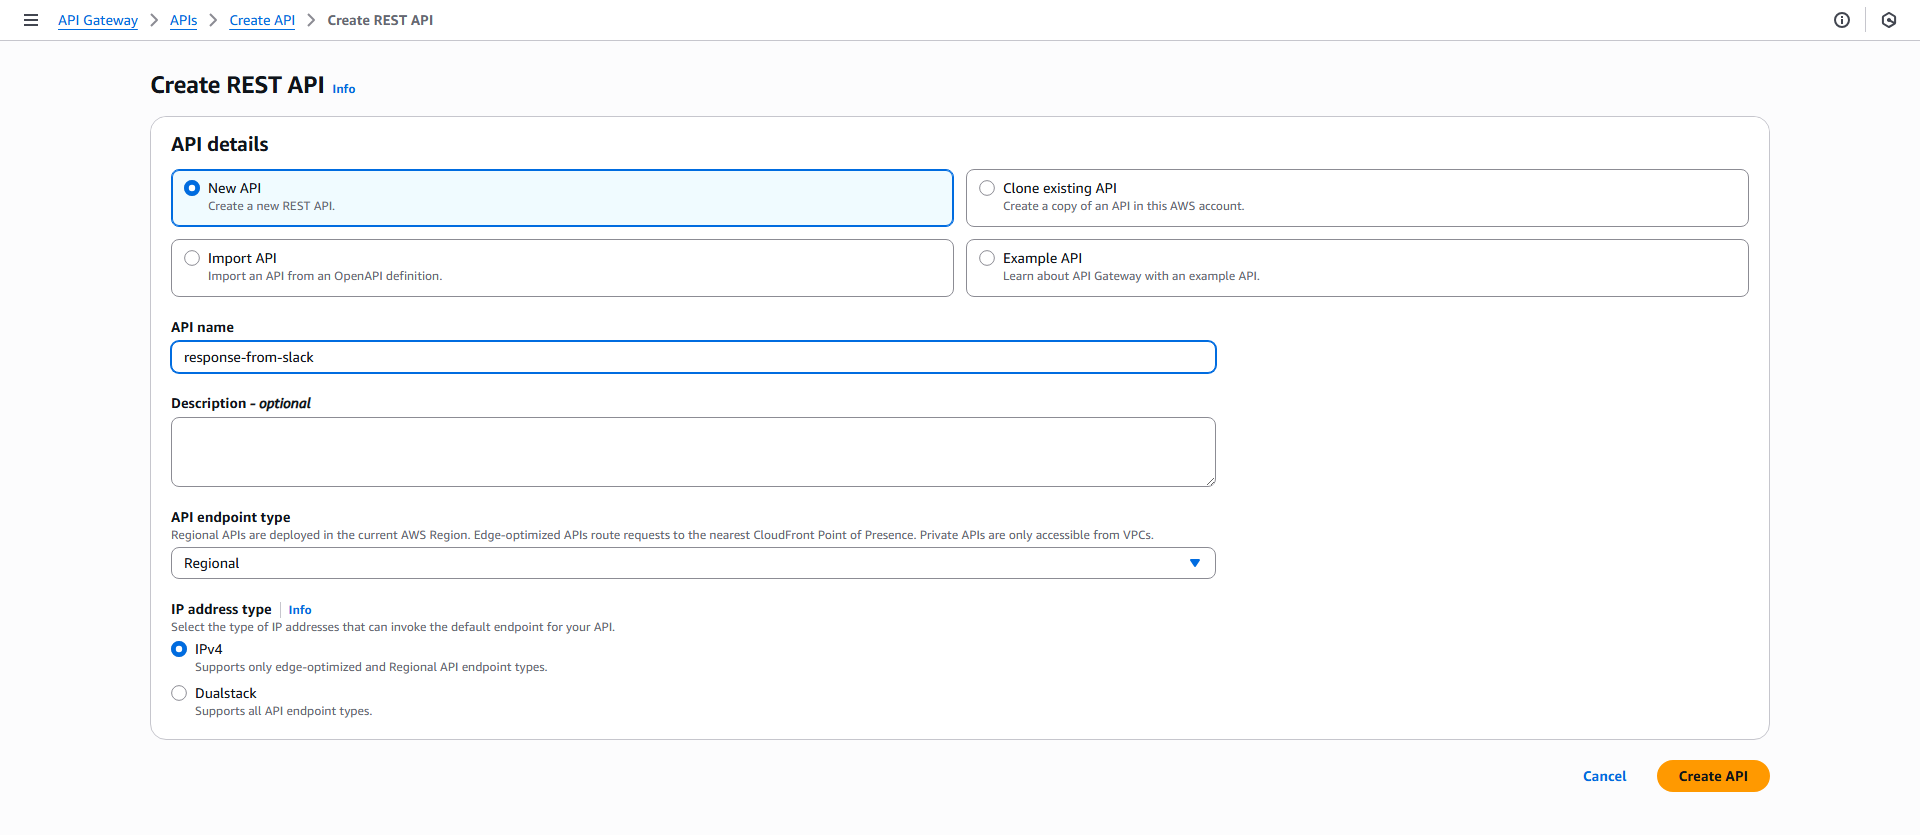 API Gateway > APIs > Create API > Create REST API
Create REST API Info
API details
New API
Create a new REST API.
Clone existing API
Create a copy of an API in this AWS account.
Import API
Import an API from an OpenAPI definition.
Example API
Learn about API Gateway with an example API.
API name
response-from-slack
Description - optional
API endpoint type
Regional APIs are deployed in the current AWS Region. Edge-optimized APIs route requests to the nearest CloudFront Point of Presence. Private APIs are only accessible from VPCs.
Regional
IP address type Info
Select the type of IP addresses that can invoke the default endpoint for your API.
IPv4
Supports only edge-optimized and Regional API endpoint types.
Dualstack
Supports all API endpoint types.
Cancel Create API